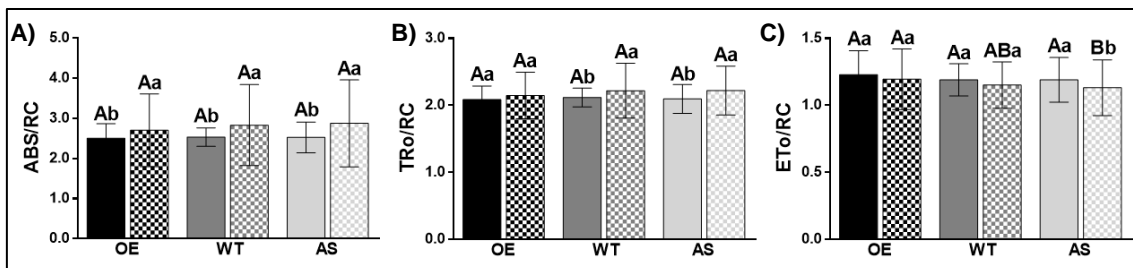 A)
ABS/RC
5.0
4.0
3.0
2.0
1.0
0.0
Ab Aa Ab Aa Ab Aa
OE WT AS
B)
TRo/RC
3.0
2.0
1.0
0.0
Aa Aa Ab Aa Ab Aa
OE WT AS
C)
ETo/RC
1.5
1.0
0.5
0.0
Aa Aa Aa ABa Aa Bb
OE WT AS